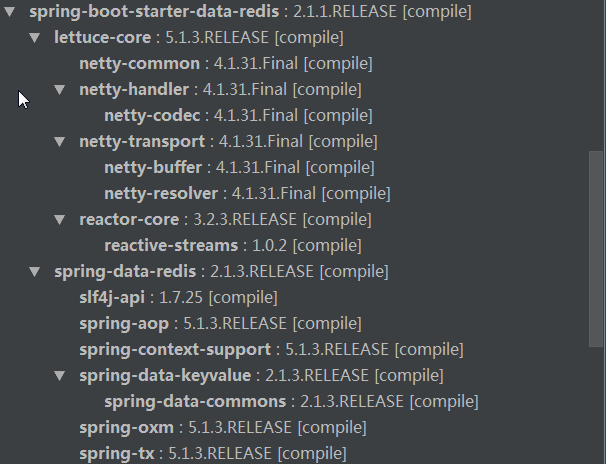 spring-boot-starter-data-redis : 2.1.1.RELEASE [compile]
lettuce-core : 5.1.3.RELEASE [compile]
netty-common : 4.1.31.Final [compile]
netty-handler : 4.1.31.Final [compile]
netty-codec : 4.1.31.Final [compile]
netty-transport : 4.1.31.Final [compile]
netty-buffer : 4.1.31.Final [compile]
netty-resolver : 4.1.31.Final [compile]
reactor-core : 3.2.3.RELEASE [compile]
reactive-streams : 1.0.2 [compile]
spring-data-redis : 2.1.3.RELEASE [compile]
slf4j-api : 1.7.25 [compile]
spring-aop : 5.1.3.RELEASE [compile]
spring-context-support : 5.1.3.RELEASE [compile]
spring-data-keyvalue : 2.1.3.RELEASE [compile]
spring-data-commons : 2.1.3.RELEASE [compile]
spring-oxm : 5.1.3.RELEASE [compile]
spring-tx : 5.1.3.RELEASE [compile]